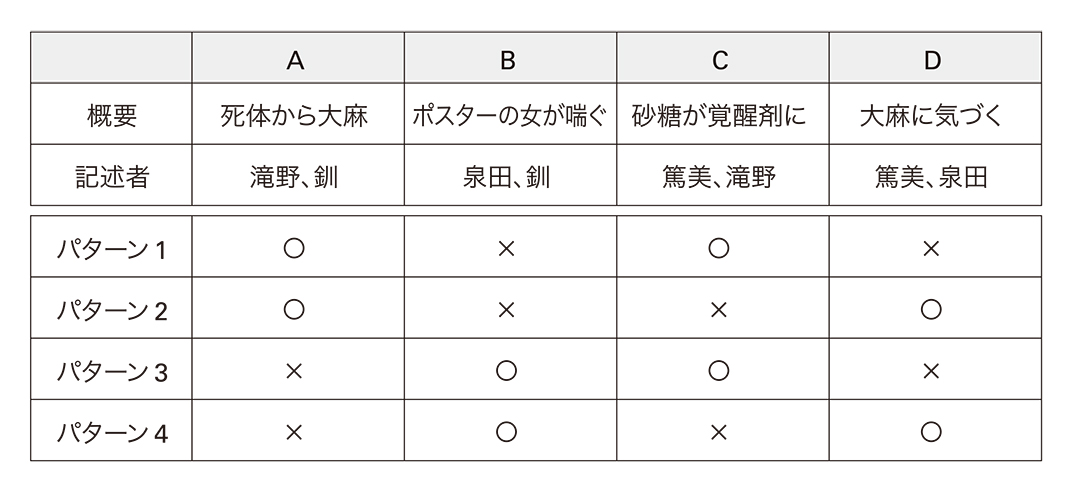 A B C D
概要 死体から大麻 ポスターの女が喘ぐ 砂糖が覚醒剤に 大麻に気づく
記述者 滝野、釧 泉田、釧 篤美、滝野 篤美、泉田
パターン 1 ○ × ○ ×
パターン 2 ○ × × ○
パターン 3 × ○ ○ ×
パターン 4 × ○ × ○